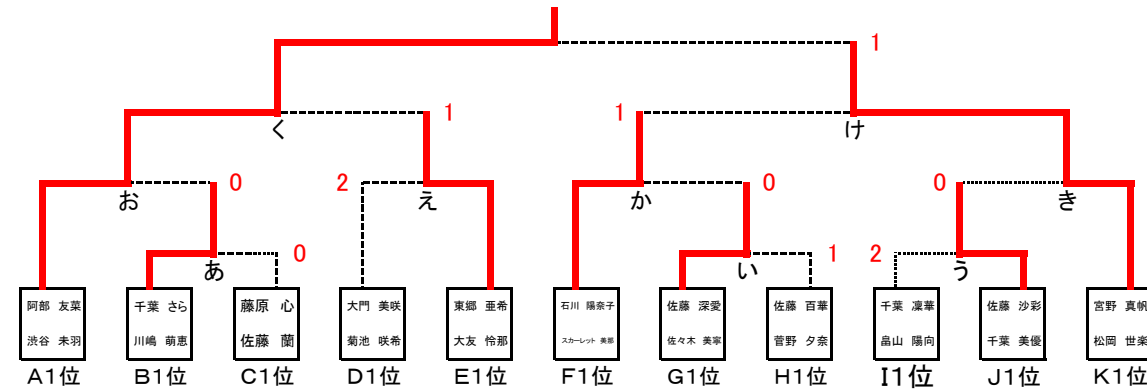 1
く
1
1
け
お
0
2
え
か
0
0
き
あ
0
い
1
2
う
阿部 友菜
渋谷 未羽
千葉 さら
川嶋 萌恵
藤原 心
佐藤 蘭
大門 美咲
菊池 咲希
東郷 亜希
大友 怜那
石川 陽奈子
スカーレット 美那
佐藤 深愛
佐々木 美寧
佐藤 百華
菅野 夕奈
千葉 凜華
畠山 陽向
佐藤 沙彩
千葉 美優
宮野 真帆
松岡 世楽
A1位
B1位
C1位
D1位
E1位
F1位
G1位
H1位
I1位
J1位
K1位